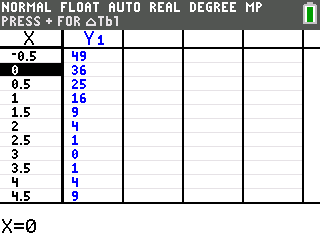 NORMAL FLOAT AUTO REAL DEGREE MP
PRESS + FOR △Tbl
X Y1
-0.5 49
0 36
0.5 25
1 16
1.5 9
2 4
2.5 1
3 0
3.5 1
4 4
4.5 9
X=0